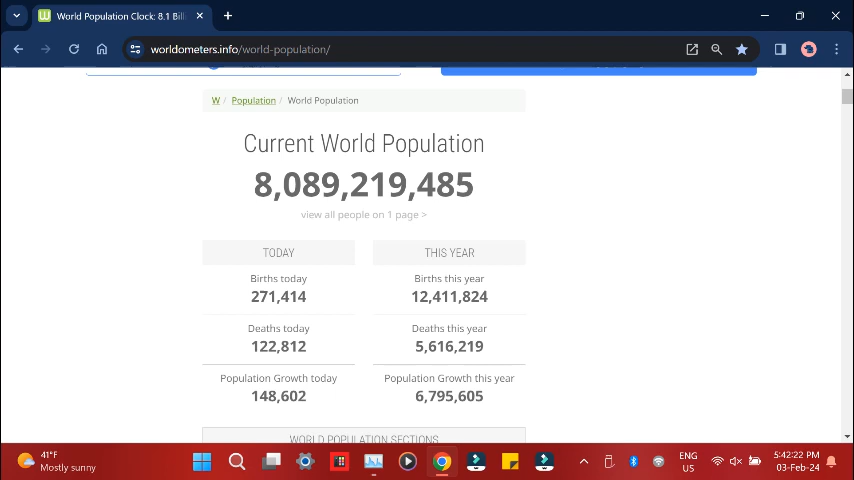 World Population Clock: 8.1 Bill
worldometers.info/world-population/
W / Population / World Population
Current World Population
8,089,219,485
view all people on 1 page >
TODAY
THIS YEAR
Births today
Births this year
271,414
12,411,824
Deaths today
Deaths this year
122,812
5,616,219
Population Growth today
Population Growth this year
148,602
6,795,605
WORLD POPULATION SECTIONS
41°F
Mostly sunny
ENG
US
5:42:22 PM
03-Feb-24